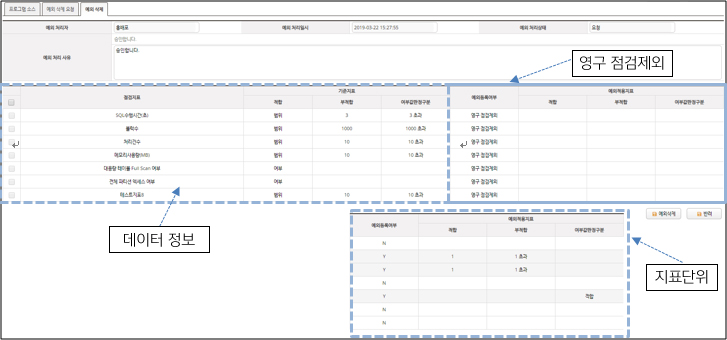 프로그램 소스 예외 삭제 요청 예외 삭제
예외 처리자 홍길포 예외 처리일시 2019-03-22 15:27:55 예외 처리상태 요청
승인합니다.
예외 처리 사유 승인합니다.
영구 점검제외
점검지표 기준지표 예외등록여부 예외적용지표
적합 부적합 여부값판정구분 적합 부적합 여부값판정구분
SQL수행시간(초) 범위 3 3 초과 영구 점검제외
블락수 범위 1000 1000 초과 영구 점검제외
처리건수 범위 10 10 초과 영구 점검제외
메모리사용량(MB) 범위 10 10 초과 영구 점검제외
대용량 테이블 Full Scan 여부 여부 영구 점검제외
전체 파티션 액세스 여부 여부 영구 점검제외
테스트지표II 범위 10 10 초과 영구 점검제외
예외삭제 반려
데이터 정보
예외등록여부 예외적용지표
적합 부적합 여부값판정구분
N
Y 1 1 초과
Y 1 1 초과
N
Y 적합
N
N
지표단위